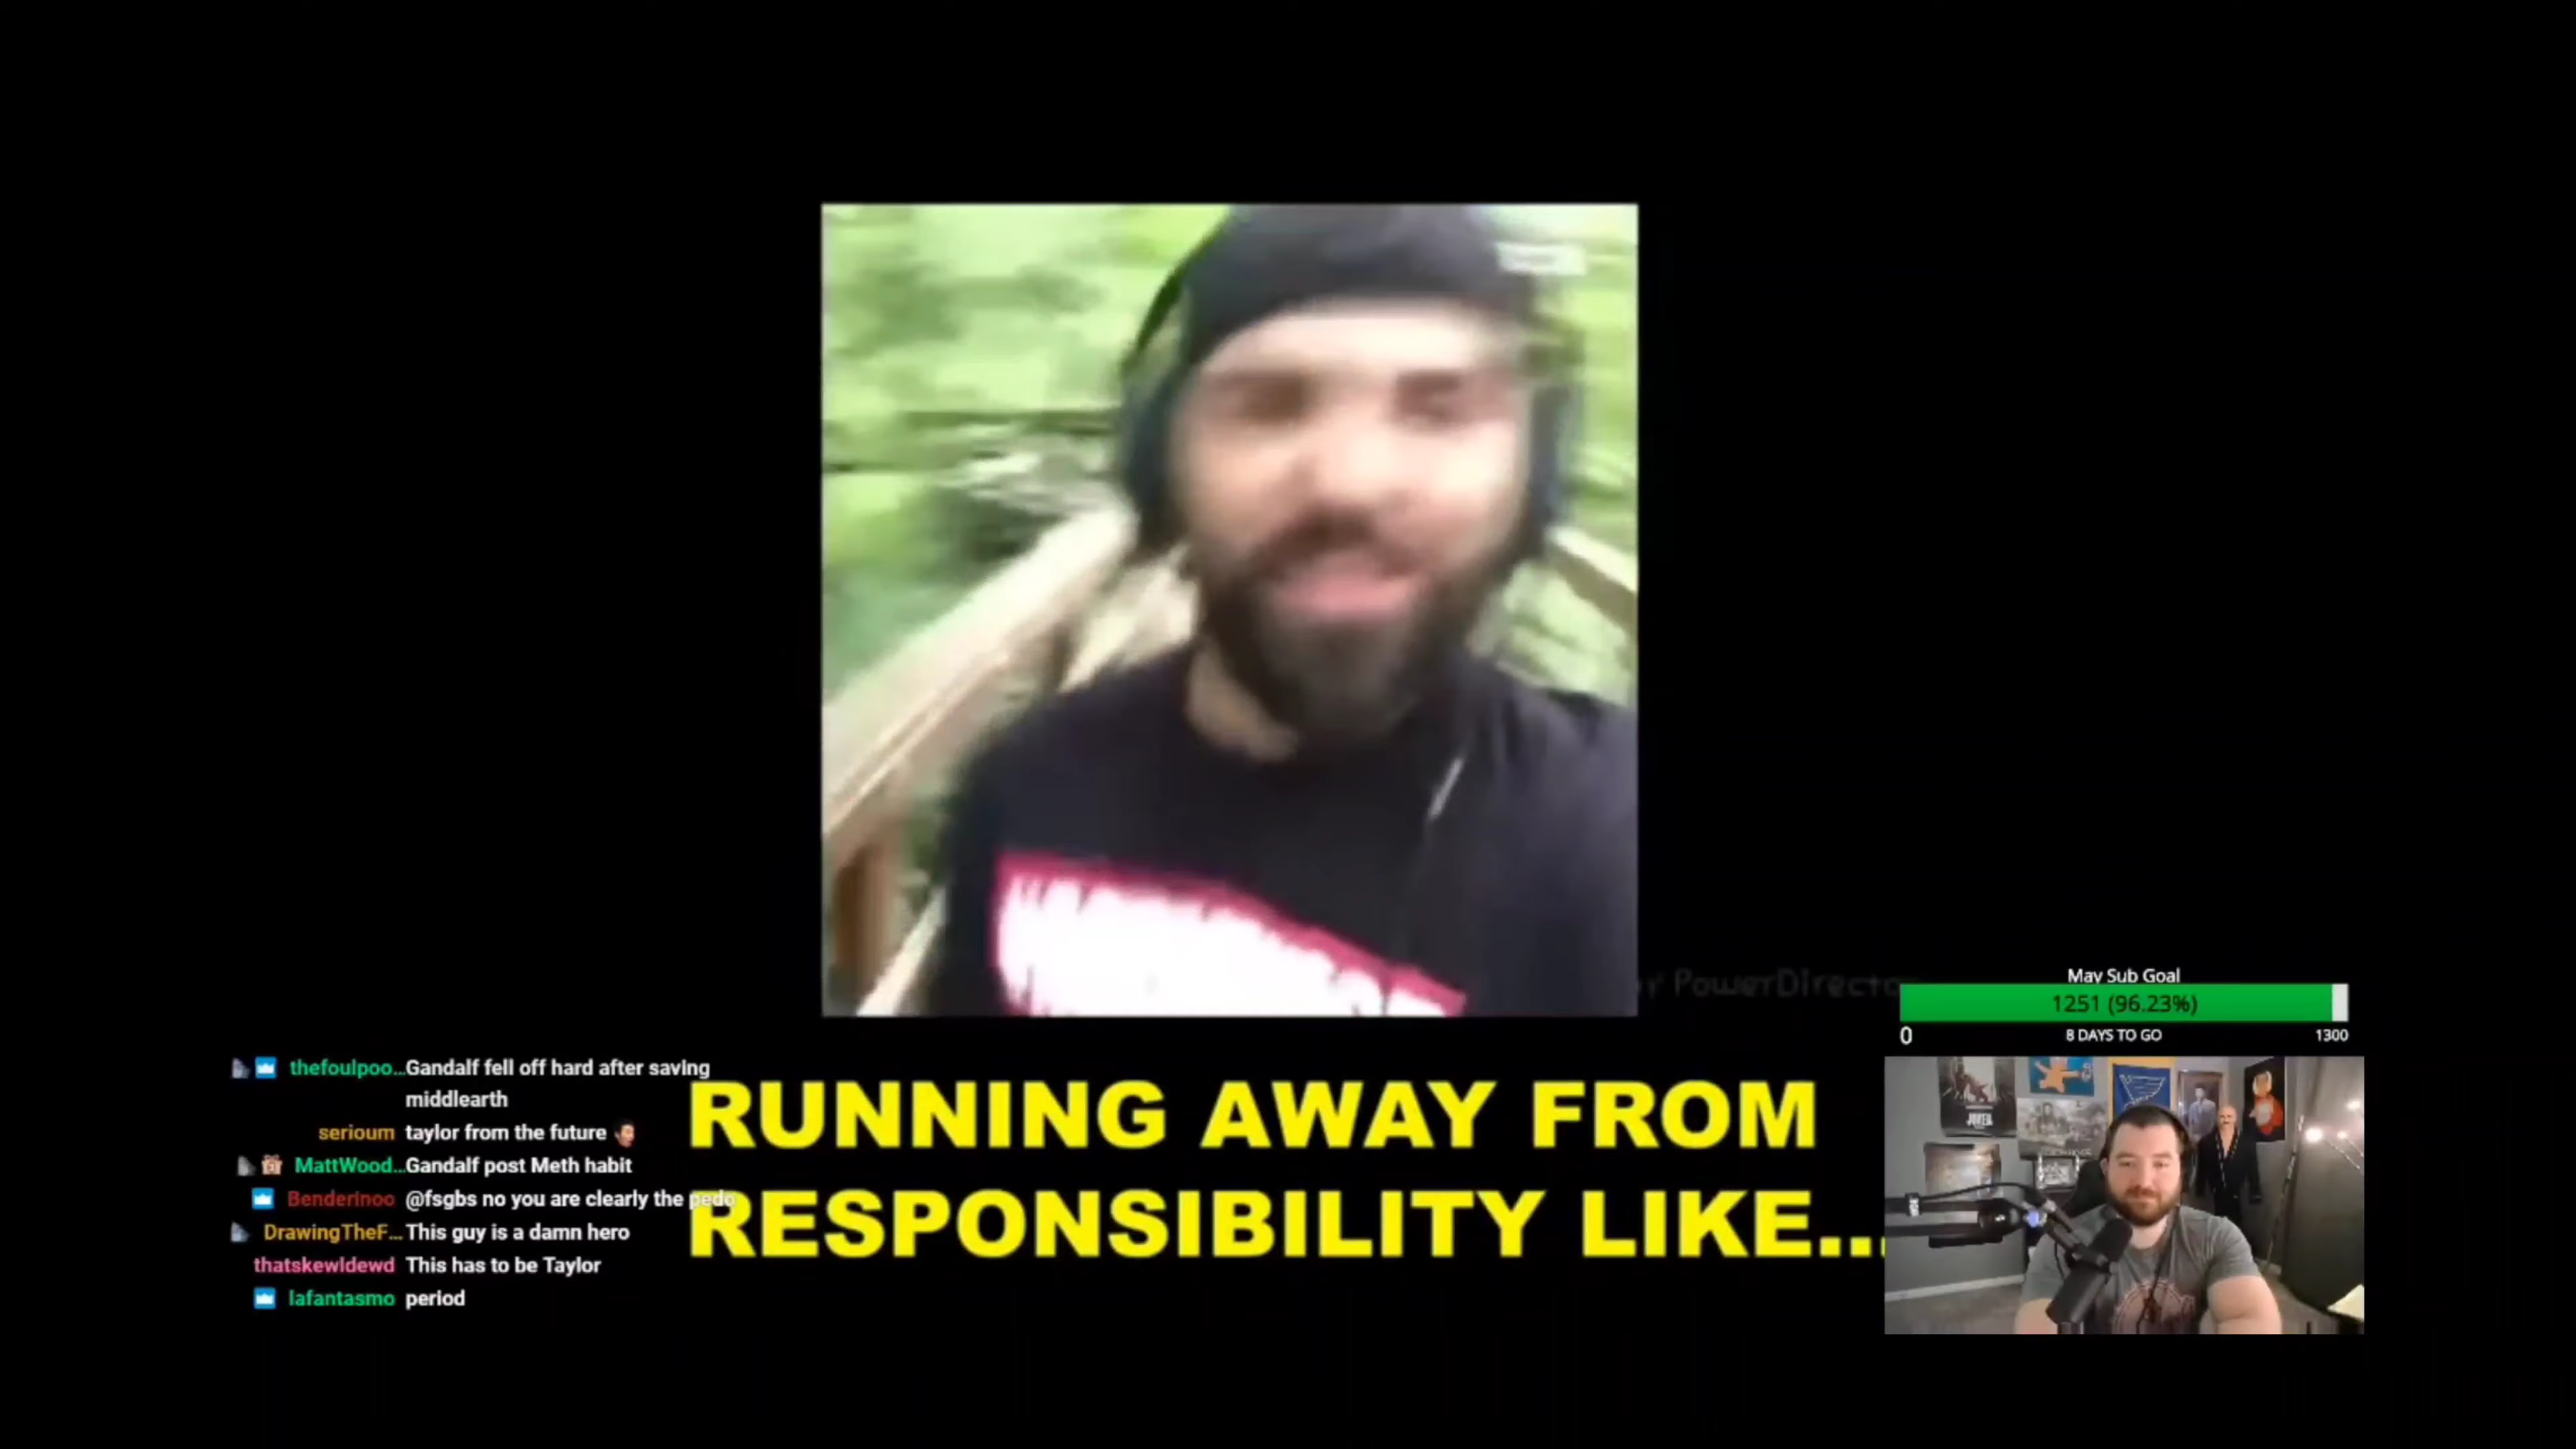 PowerDirecto
May Sub Goal
1251 (96.23%)
0 8 DAYS TO GO 1300
thefoulpoo... Gandalf fell off hard after saving
middlearth
serioum taylor from the future
MattWood... Gandalf post Meth habit
Benderinoo @fsgbs no you are clearly the pedo
DrawingTheF... This guy is a damn hero
thatskewldewd This has to be Taylor
lafantasmo period
RUNNING AWAY FROM
RESPONSIBILITY LIKE...
JOKER